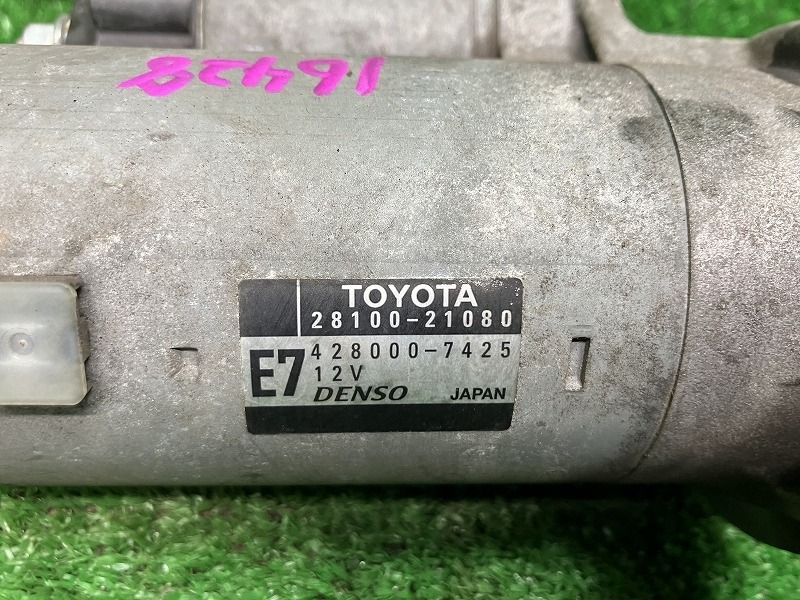 16428
TOYOTA
28100-21080
E7
428000-7425
12V
DENSO JAPAN